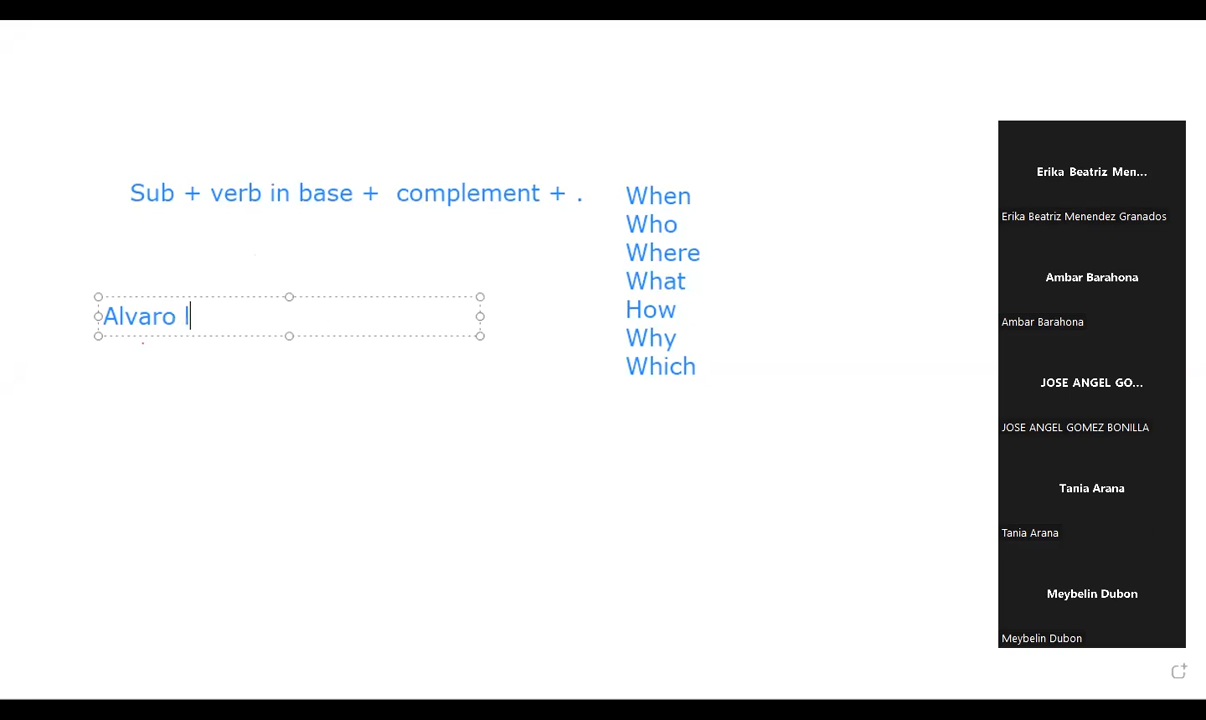 Sub + verb in base +  complement + .
When
Who
Where
What
How
Why
Which
Alvaro l
Erika Beatriz Men...
Erika Beatriz Menendez Granados
Ambar Barahona
Ambar Barahona
JOSE ANGEL GO...
JOSE ANGEL GOMEZ BONILLA
Tania Arana
Tania Arana
Meybelin Dubon
Meybelin Dubon